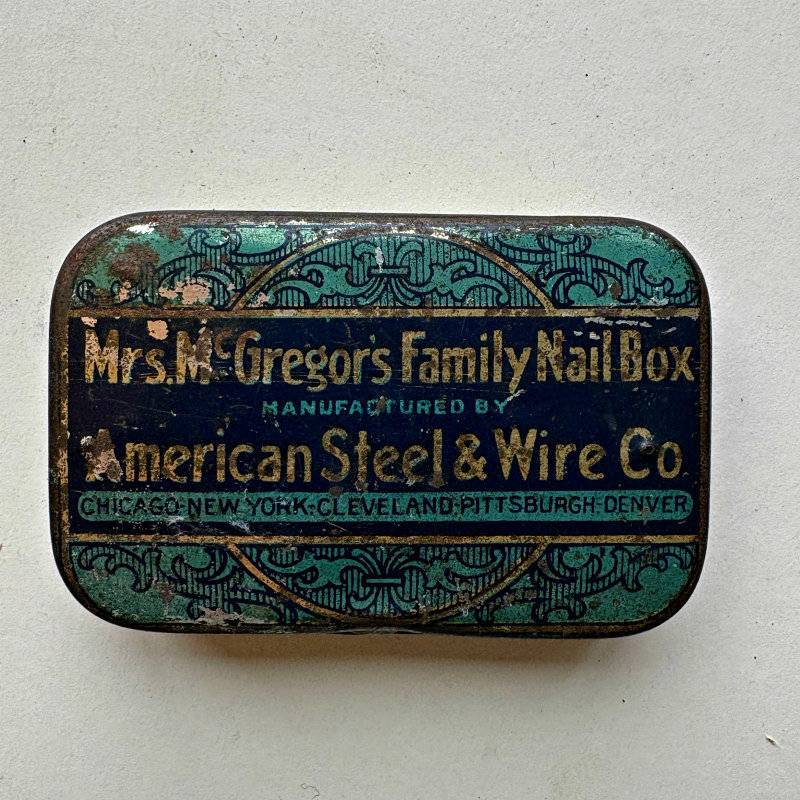 Mrs. McGregor's Family Nail Box
MANUFACTURED BY
American Steel & Wire Co.
CHICAGO-NEW YORK-CLEVELAND-PITTSBURGH-DENVER